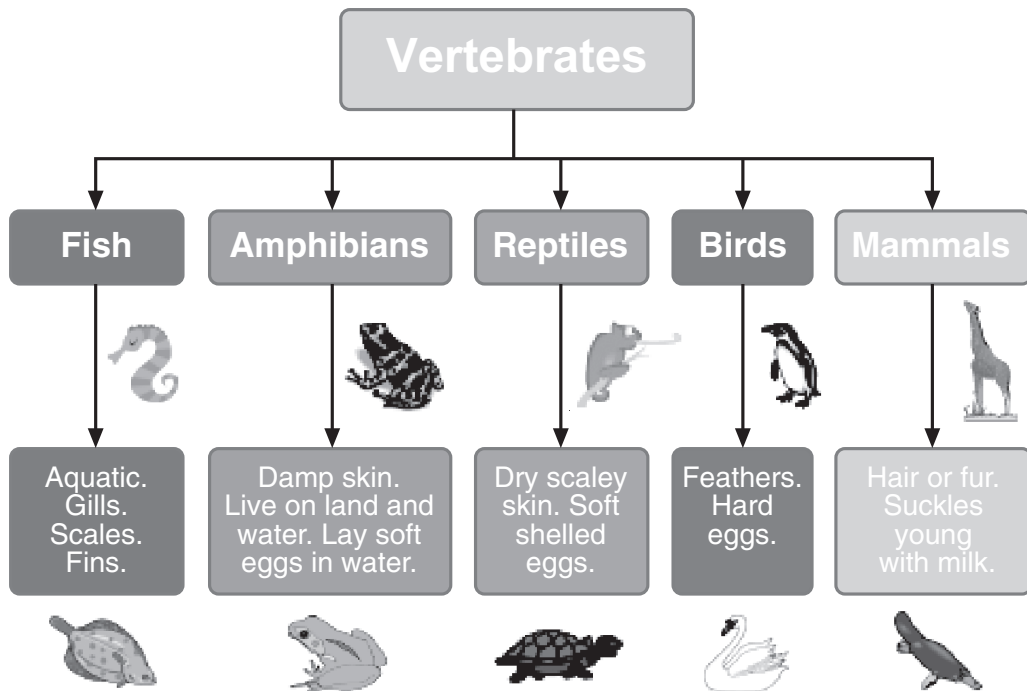 Vertebrates
Fish
Amphibians
Reptiles
Birds
Mammals
Aquatic.
Gills.
Scales.
Fins.
Damp skin.
Live on land and
water. Lay soft
eggs in water.
Dry scaley
skin. Soft
shelled
eggs.
Feathers.
Hard
eggs.
Hair or fur.
Suckles
young
with milk.